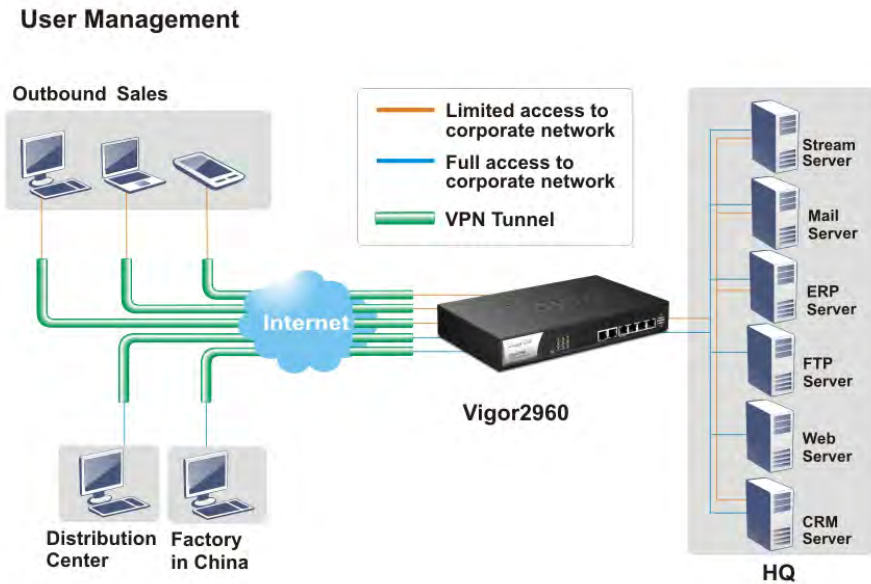 User Management
Outbound Sales
Limited access to
corporate network
Full access to
corporate network
VPN Tunnel
Internet
Vigor2960
Distribution
Center
Factory
in China
Stream
Server
Mail
Server
ERP
Server
FTP
Server
Web
Server
CRM
Server
HQ